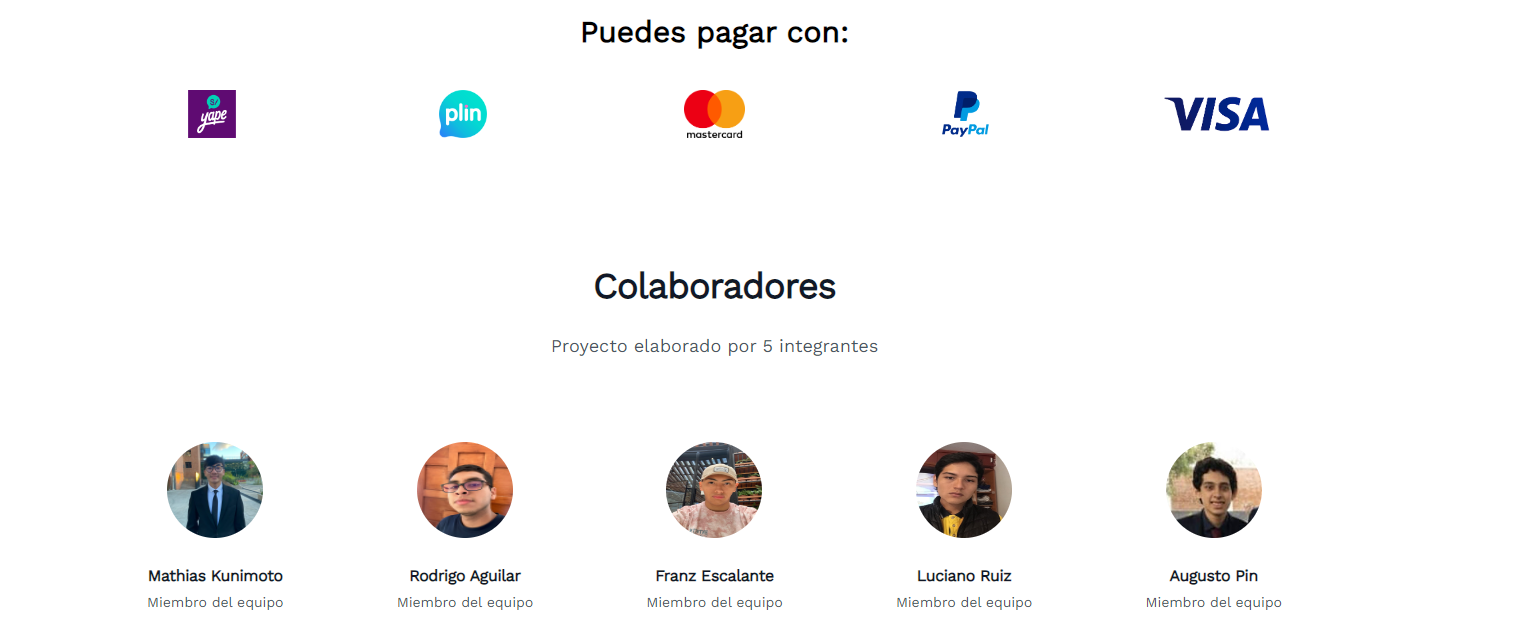 Puedes pagar con:
S/
yape
plin
mastercard
PayPal
VISA
Colaboradores
Proyecto elaborado por 5 integrantes
Mathias Kunimoto
Rodrigo Aguilar
Franz Escalante
Luciano Ruiz
Augusto Pin
Miembro del equipo
Miembro del equipo
Miembro del equipo
Miembro del equipo
Miembro del equipo